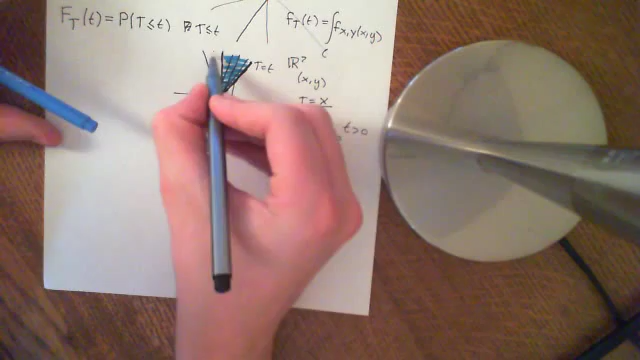 F_T(t) = P(T ≤ t) T ≤ t
f_T(t) = ∫ f_{x,y}(x,y)
C
T = t
ℝ²
(x,y)
T = x
t > 0